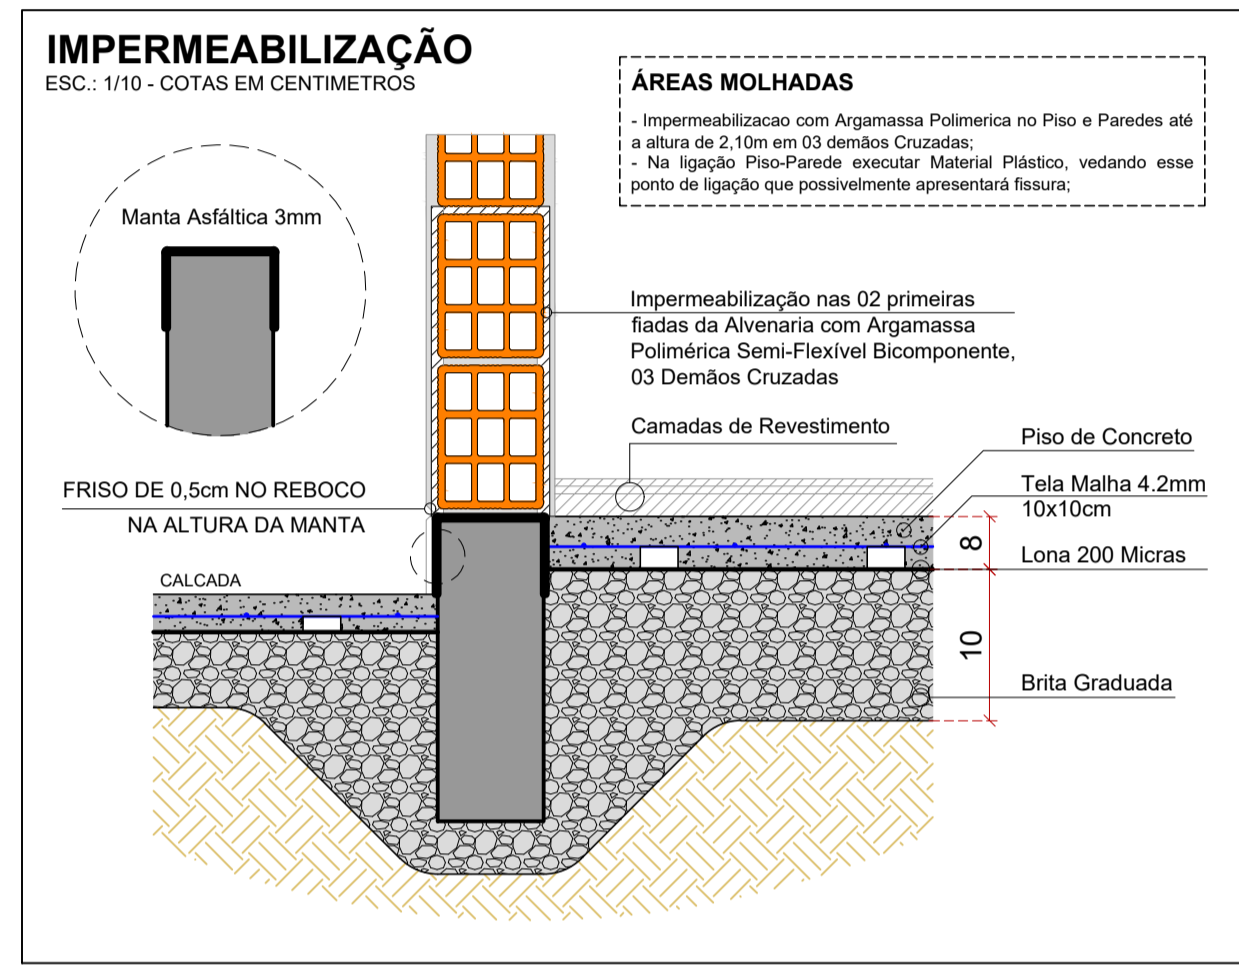 IMPERMEABILIZAÇÃO
ESC.: 1/10 - COTAS EM CENTIMETROS
ÁREAS MOLHADAS
- Impermeabilizacao com Argamassa Polimerica no Piso e Paredes até
a altura de 2,10m em 03 demãos Cruzadas;
- Na ligação Piso-Parede executar Material Plástico, vedando esse
ponto de ligação que possivelmente apresentará fissura;
Manta Asfáltica 3mm
Impermeabilização nas 02 primeiras
fiadas da Alvenaria com Argamassa
Polimérica Semi-Flexível Bicomponente,
03 Demãos Cruzadas
Camadas de Revestimento
Piso de Concreto
Tela Malha 4.2mm
10x10cm
Lona 200 Micras
Brita Graduada
8
10
FRISO DE 0,5cm NO REBOCO
NA ALTURA DA MANTA
CALCADA